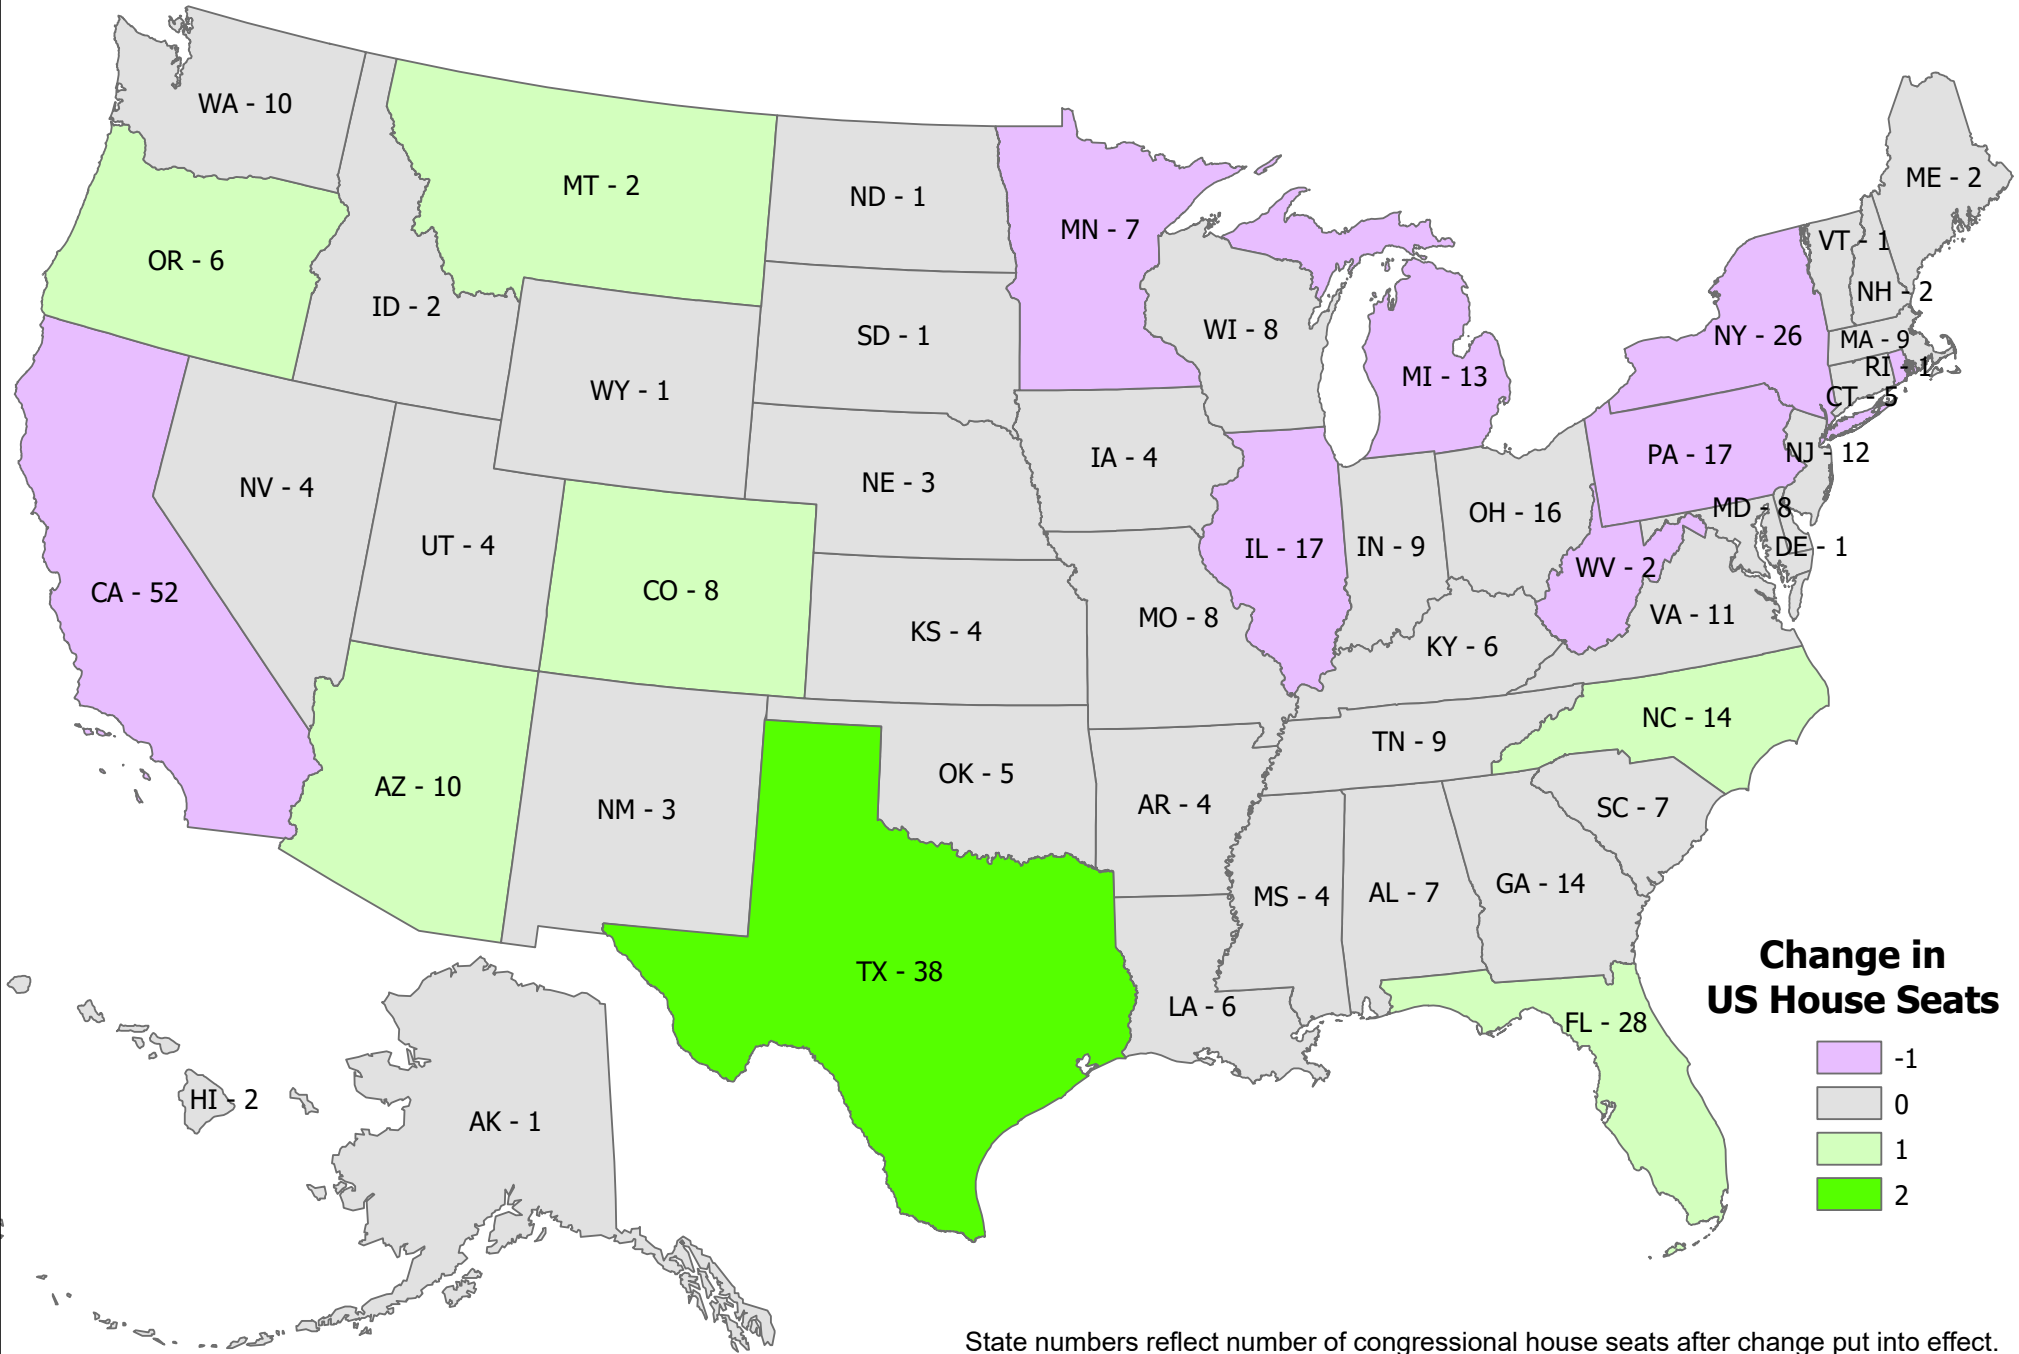 WA - 10
MT - 2
ND - 1
MN - 7
ME - 2
VT - 1
OR - 6
ID - 2
NH - 2
SD - 1
WI - 8
NY - 26
MA - 9
RI - 1
MI - 13
WY - 1
CT - 5
IA - 4
PA - 17
NJ - 12
NV - 4
NE - 3
OH - 16
MD - 8
UT - 4
IL - 17
IN - 9
DE - 1
WV - 2
CA - 52
CO - 8
MO - 8
VA - 11
KS - 4
KY - 6
NC - 14
TN - 9
AZ - 10
OK - 5
NM - 3
AR - 4
SC - 7
MS - 4
AL - 7
GA - 14
TX - 38
LA - 6
FL - 28
HI - 2
AK - 1
Change in
US House Seats
-1
0
1
2
State numbers reflect number of congressional house seats after change put into effect.